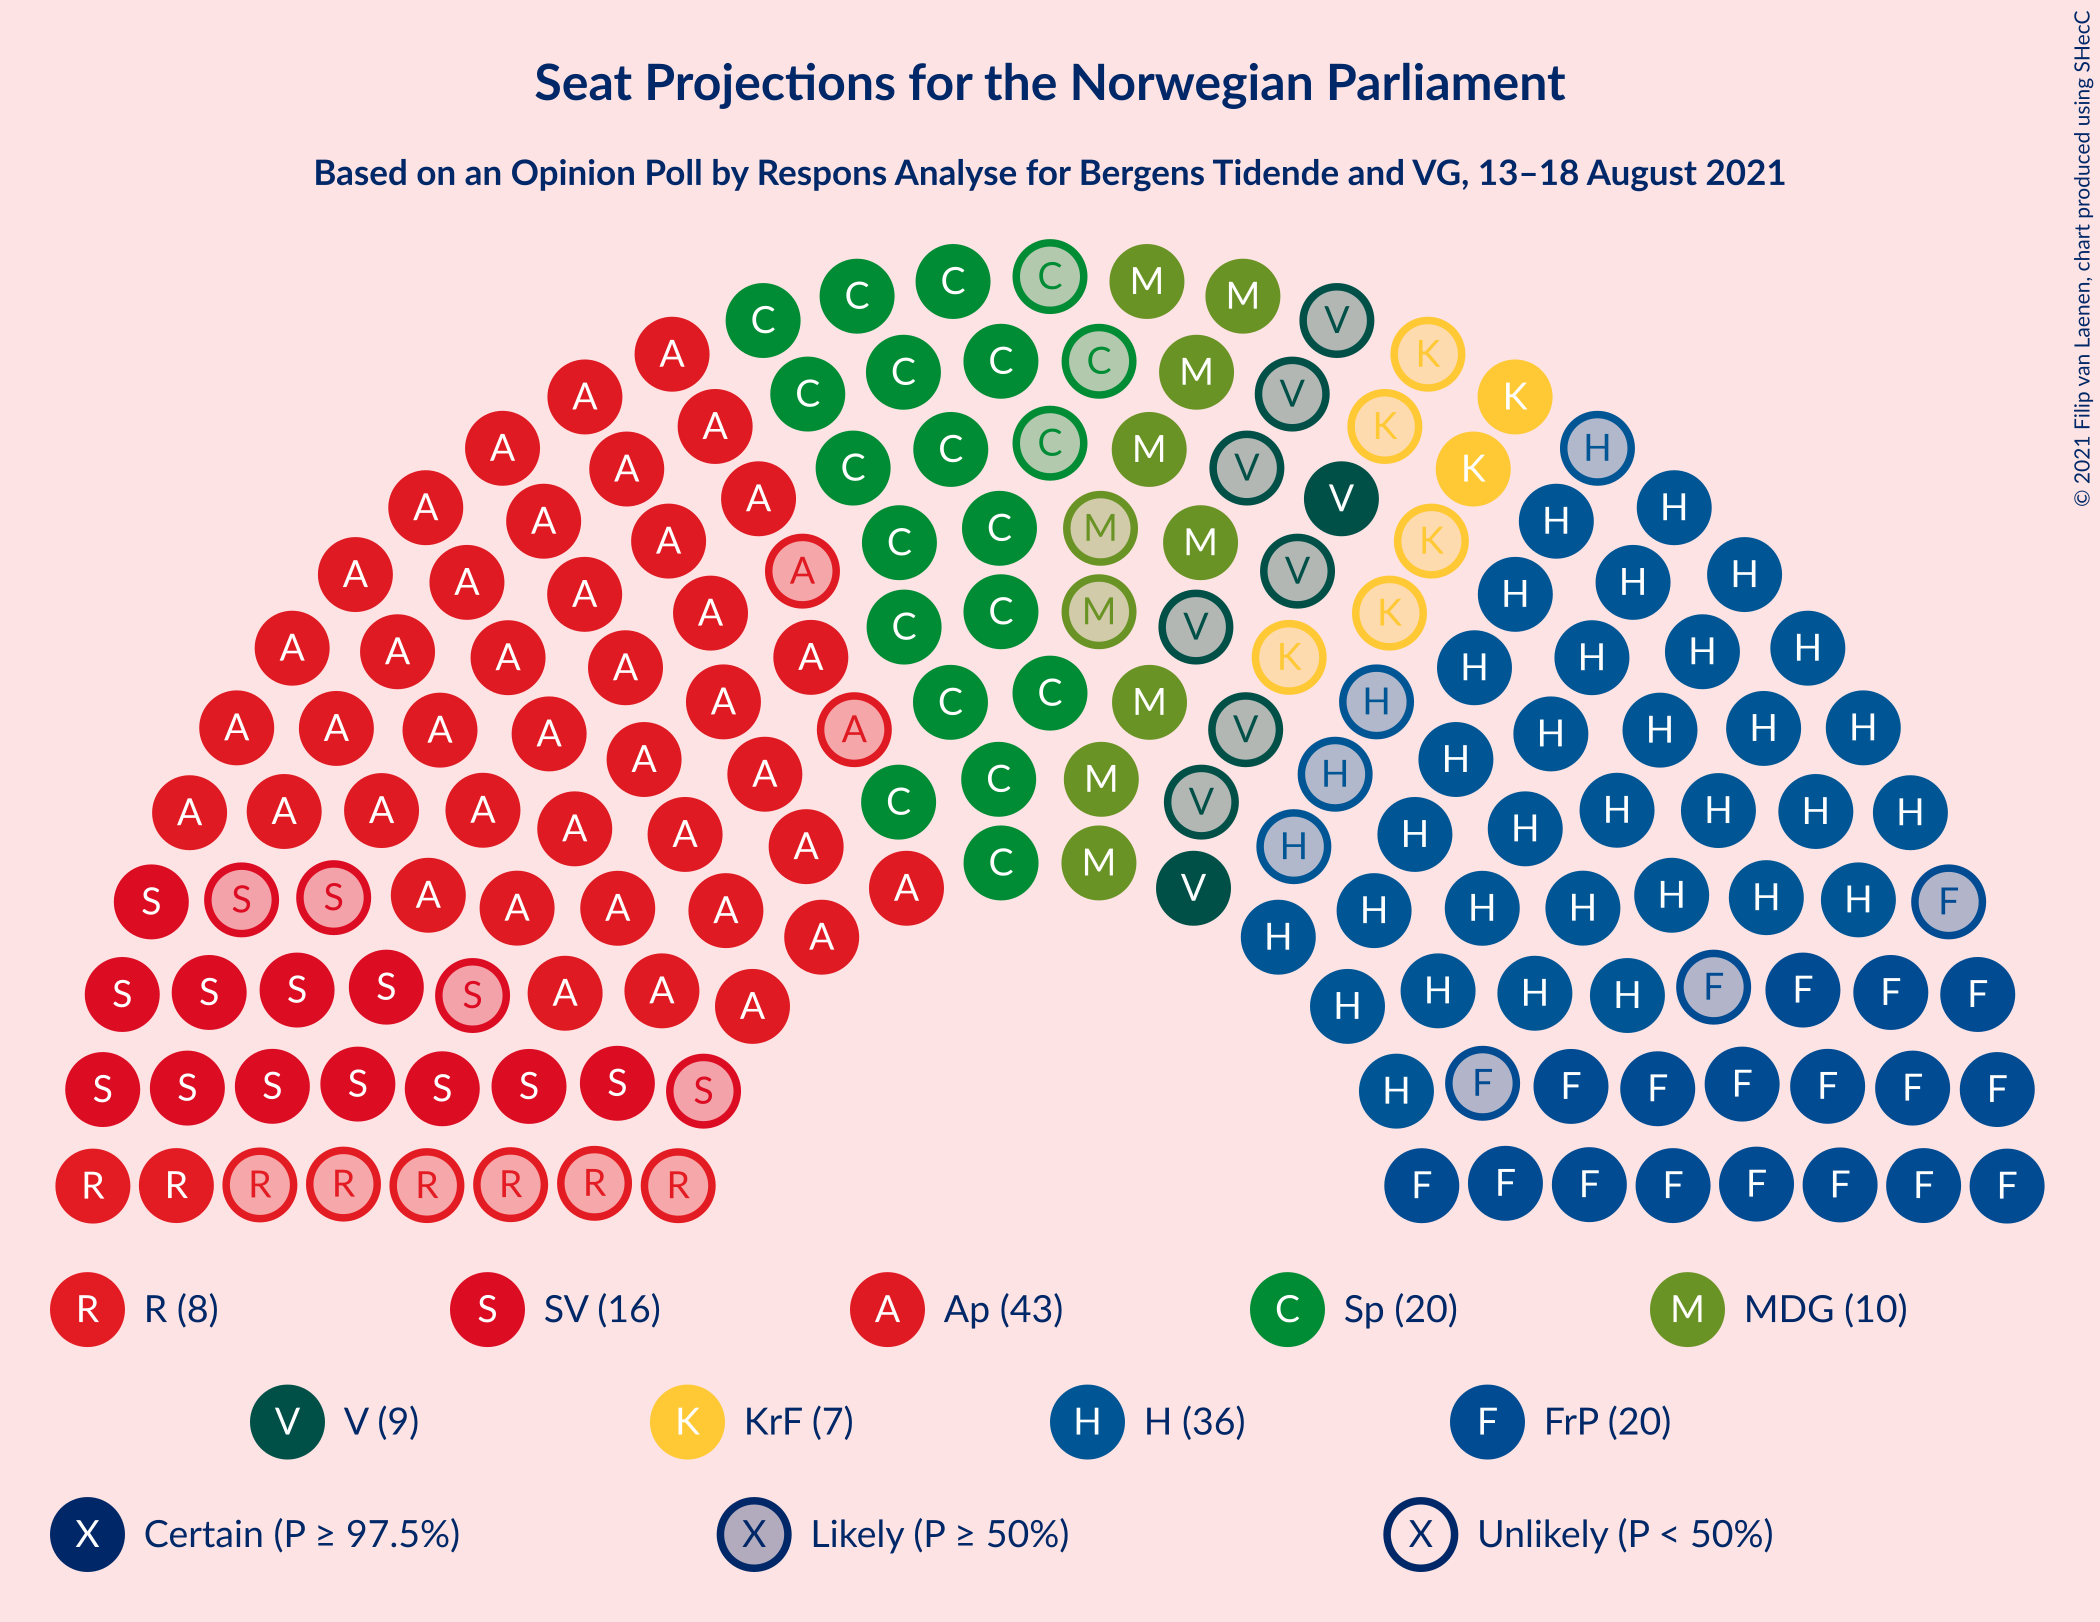 Seat Projections for the Norwegian Parliament
Based on an Opinion Poll by Respons Analyse for Bergens Tidende and VG, 13–18 August 2021
© 2021 Filip van Laenen, chart produced using SHecC
C C C C M M V
A C C C C M V K K
A A C C C M V K K H
A A A C C M M V V K H H
A A A A C C M V V K H H H
A A A A A C C M V K K H H H H
A A A A A A C C M V H H H H H H
A A A A A A A C M V H H H H H H H
A A A A A A A A C M V H H H H H H H H
S S S A A A A A H H H H H H H F
S S S S S A A A H H H H F F F F
S S S S S S S S H F F F F F F F
R R R R R R R R F F F F F F F F
R R (8) S SV (16) A Ap (43) C Sp (20) M MDG (10)
V V (9) K KrF (7) H H (36) F FrP (20)
X Certain (P ≥ 97.5%) X Likely (P ≥ 50%) X Unlikely (P < 50%)